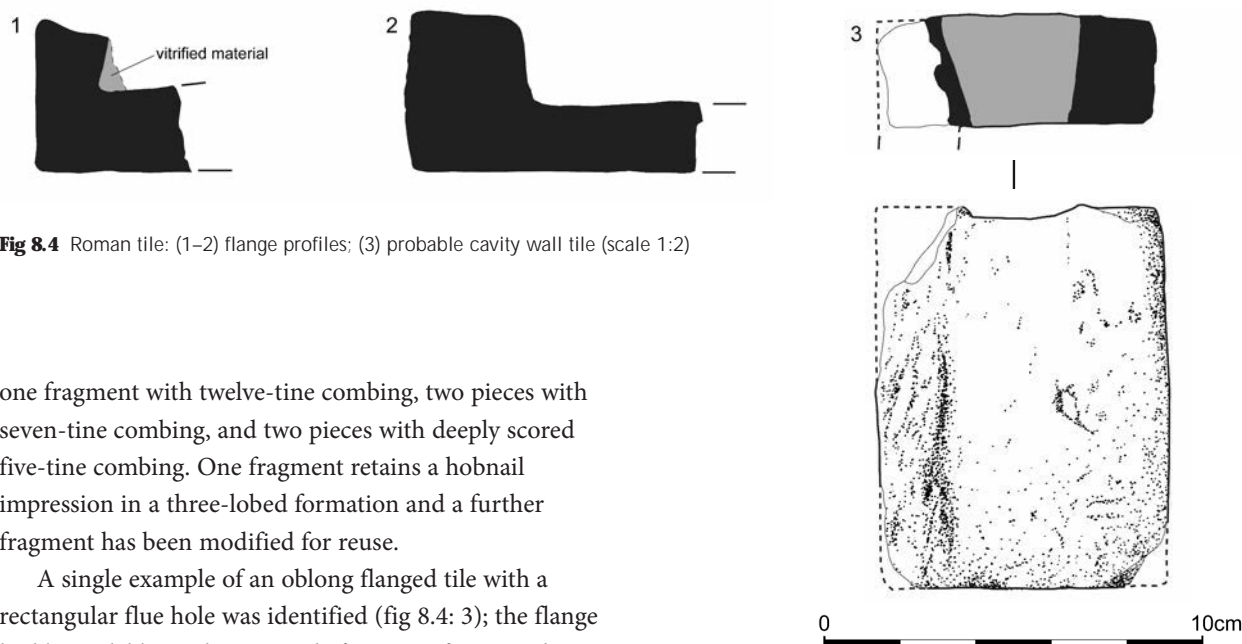 1
vitrified material
2
3
Fig 8.4 Roman tile: (1–2) flange profiles; (3) probable cavity wall tile (scale 1:2)
one fragment with twelve-tine combing, two pieces with
seven-tine combing, and two pieces with deeply scored
five-tine combing. One fragment retains a hobnail
impression in a three-lobed formation and a further
fragment has been modified for reuse.
A single example of an oblong flanged tile with a
rectangular flue hole was identified (fig 8.4: 3); the flange
0
10cm